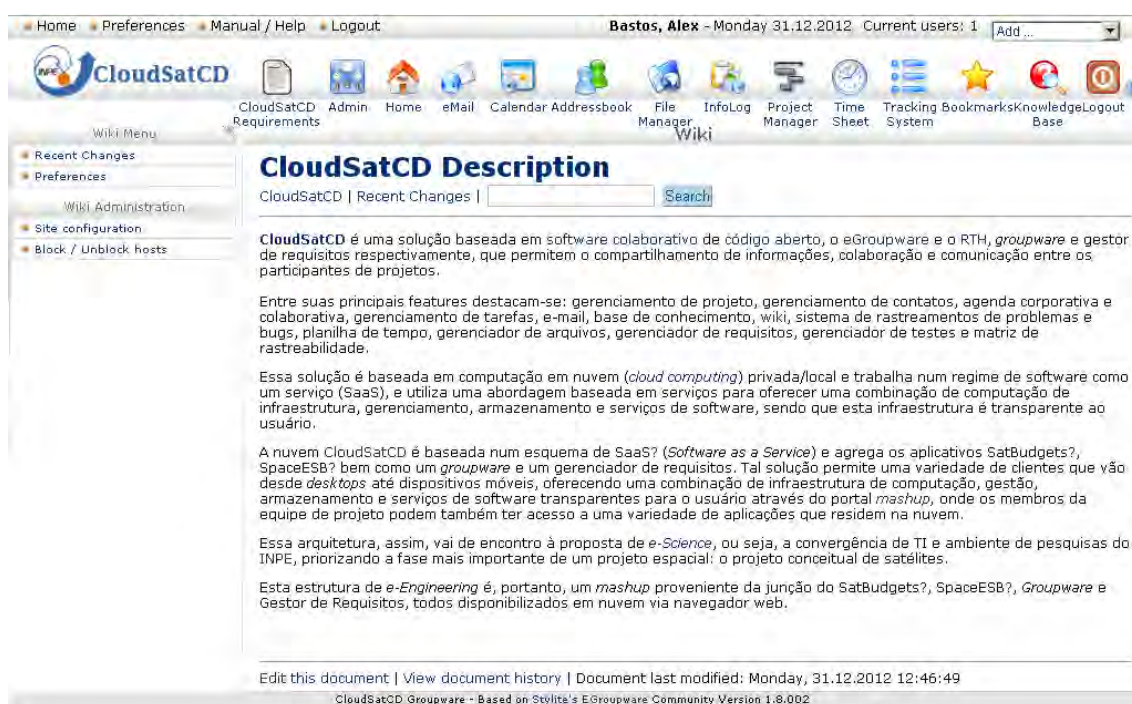 Home Preferences Manual / Help Logout Bastos, Alex - Monday 31.12.2012 Current users: 1 Add ...
INPE CloudSatCD
CloudSatCD Requirements Admin Home eMail Calendar Addressbook File Manager InfoLog Project Manager Time Sheet Tracking System Bookmarks Knowledge Base Logout
Wiki
Wiki Menu
Recent Changes
Preferences
Wiki Administration
Site configuration
Block / Unblock hosts
CloudSatCD Description
CloudSatCD | Recent Changes | Search
CloudSatCD é uma solução baseada em software colaborativo de código aberto, o eGroupware e o RTH, groupware e gestor
de requisitos respectivamente, que permitem o compartilhamento de informações, colaboração e comunicação entre os
participantes de projetos.
Entre suas principais features destacam-se: gerenciamento de projeto, gerenciamento de contatos, agenda corporativa e
colaborativa, gerenciamento de tarefas, e-mail, base de conhecimento, wiki, sistema de rastreamentos de problemas e
bugs, planilha de tempo, gerenciador de arquivos, gerenciador de requisitos, gerenciador de testes e matriz de
rastreabilidade.
Essa solução é baseada em computação em nuvem (cloud computing) privada/local e trabalha num regime de software como
um serviço (SaaS), e utiliza uma abordagem baseada em serviços para oferecer uma combinação de computação de
infraestrutura, gerenciamento, armazenamento e serviços de software, sendo que esta infraestrutura é transparente ao
usuário.
A nuvem CloudSatCD é baseada num esquema de SaaS? (Software as a Service) e agrega os aplicativos SatBudgets?,
SpaceESB? bem como um groupware e um gerenciador de requisitos. Tal solução permite uma variedade de clientes que vão
desde desktops até dispositivos móveis, oferecendo uma combinação de infraestrutura de computação, gestão,
armazenamento e serviços de software transparentes para o usuário através do portal mashup, onde os membros da
equipe de projeto podem também ter acesso a uma variedade de aplicações que residem na nuvem.
Essa arquitetura, assim, vai de encontro à proposta de e-Science, ou seja, a convergência de TI e ambiente de pesquisas do
INPE, priorizando a fase mais importante de um projeto espacial: o projeto conceitual de satélites.
Esta estrutura de e-Engineering é, portanto, um mashup proveniente da junção do SatBudgets?, SpaceESB?, Groupware e
Gestor de Requisitos, todos disponibilizados em nuvem via navegador web.
Edit this document | View document history | Document last modified: Monday, 31.12.2012 12:46:49
CloudSatCD Groupware - Based on Stylite's EGroupware Community Version 1.8.002